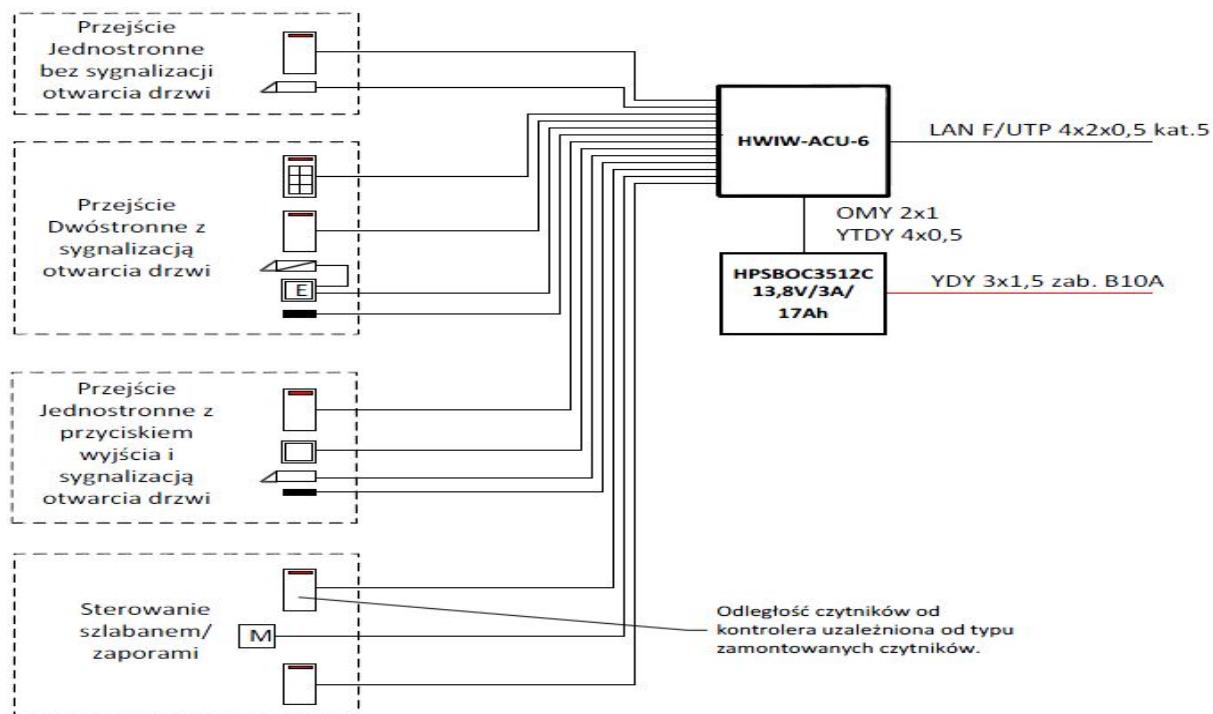 Przejście
Jednostronne
bez sygnalizacji
otwarcia drzwi
HWIW-ACU-6
LAN F/UTP 4x2x0,5 kat.5
Przejście
Dwóstronne z
sygnalizacją
otwarcia drzwi
E
OMY 2x1
YTDY 4x0,5
HPSBOC3512C
13,8V/3A/
17Ah
YDY 3x1,5 zab. B10A
Przejście
Jednostronne z
przyciskiem
wyjścia i
sygnalizacją
otwarcia drzwi
Sterowanie
szlabanem/
zaporami
M
Odległość czytników od
kontrolera uzależniona od typu
zamontowanych czytników.